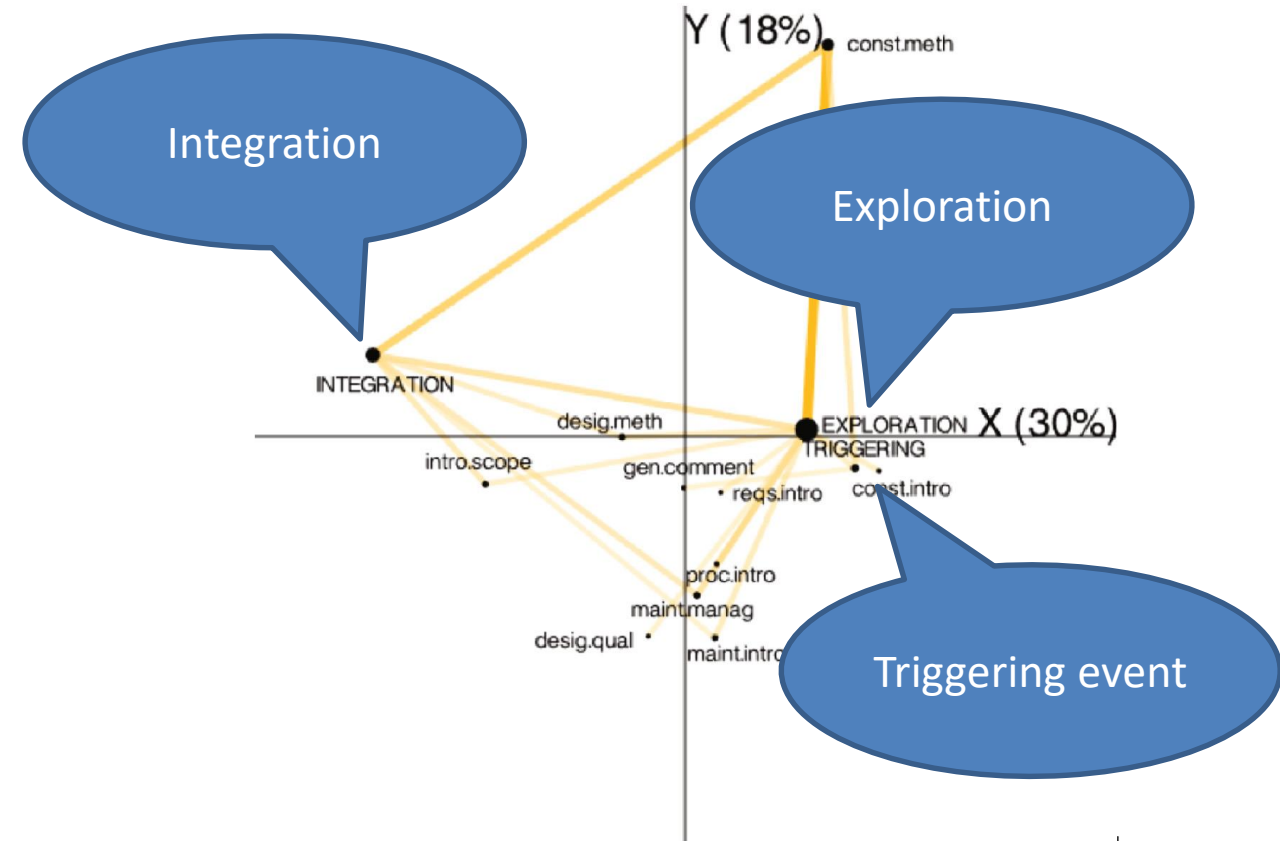 Y (18%)
const.meth
Integration
Exploration
INTEGRATION
desig.meth
EXPLORATION X (30%)
TRIGGERING
intro.scope
gen.comment
reqs.intro
const.intro
proc.intro
maint.manag
desig.qual
maint.intro
Triggering event